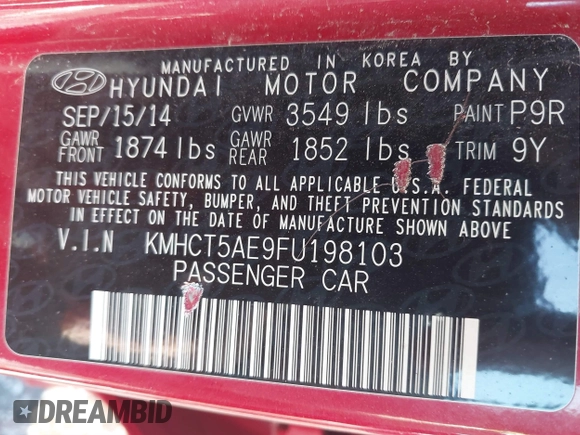 MANUFACTURED IN KOREA BY
HYUNDAI MOTOR COMPANY
SEP/15/14 GVWR 3549 lbs PAINT P9R
GAWR FRONT 1874 lbs GAWR REAR 1852 lbs TRIM 9Y
THIS VEHICLE CONFORMS TO ALL APPLICABLE U.S.A. FEDERAL
MOTOR VEHICLE SAFETY, BUMPER, AND THEFT PREVENTION STANDARDS
IN EFFECT ON THE DATE OF MANUFACTURE SHOWN ABOVE
V.I.N KMHCT5AE9FU198103
PASSENGER CAR
DREAMBID